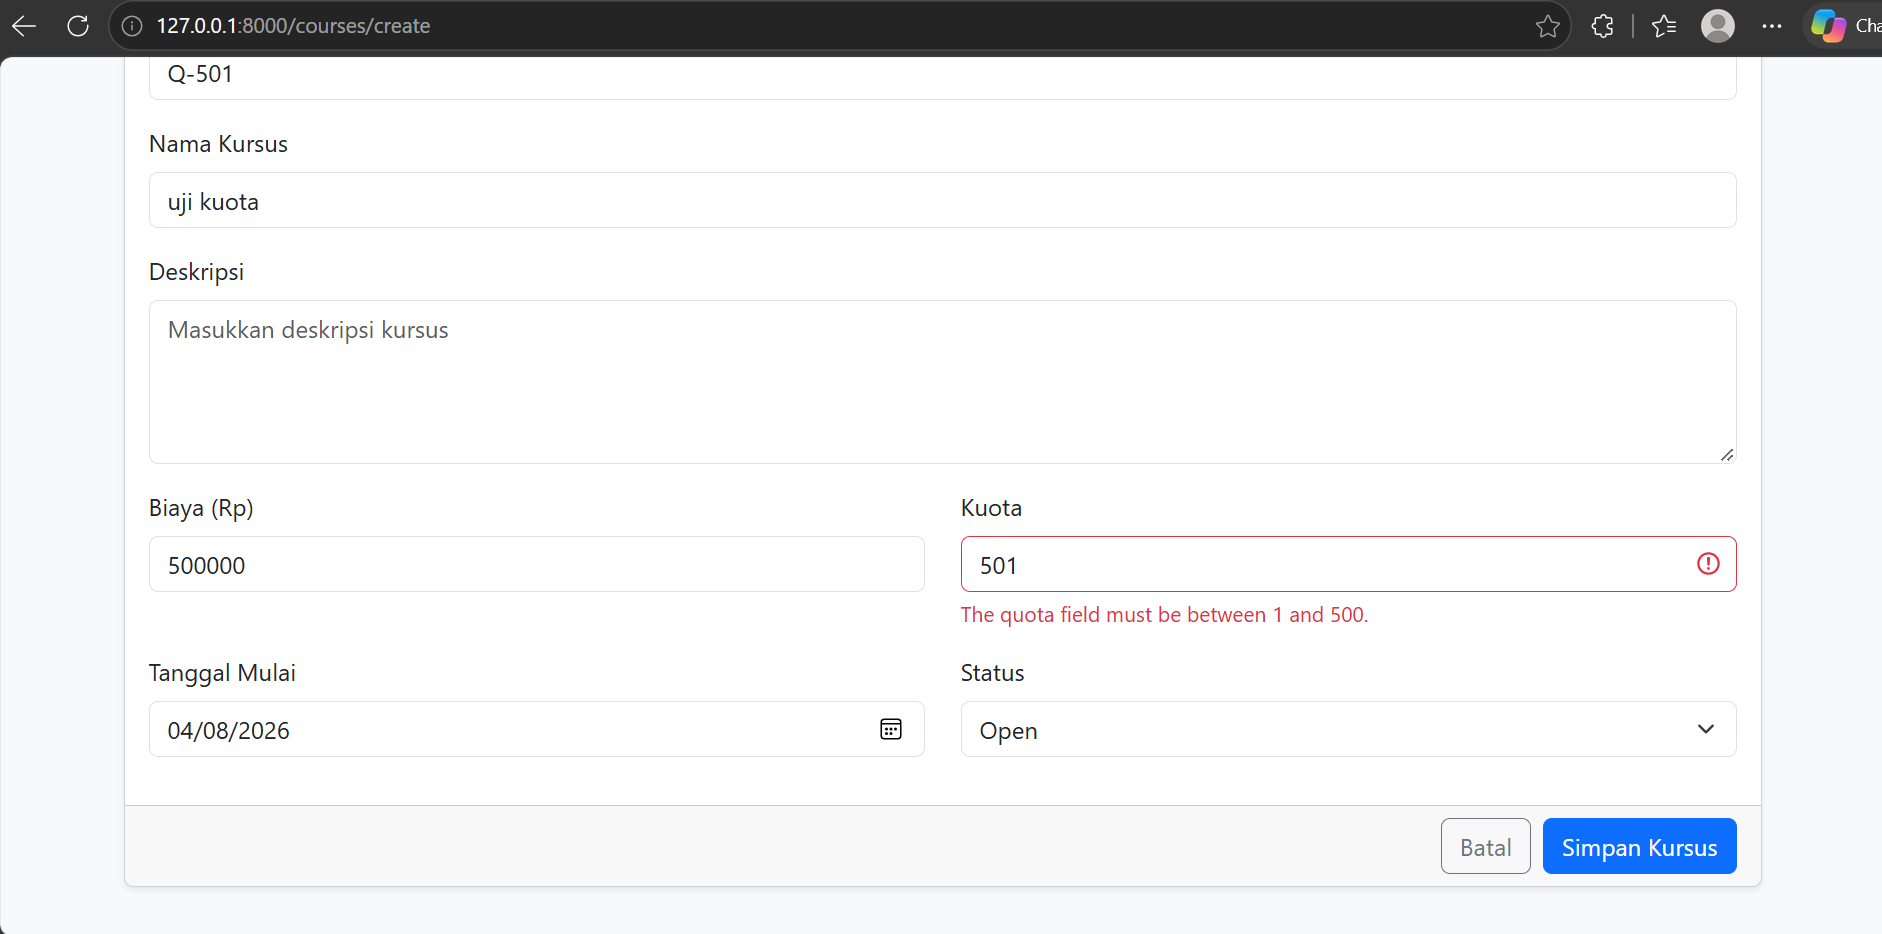 127.0.0.1:8000/courses/create
Cha
Q-501
Nama Kursus
uji kuota
Deskripsi
Masukkan deskripsi kursus
Biaya (Rp)
Kuota
500000
501
The quota field must be between 1 and 500.
Tanggal Mulai
Status
04/08/2026
Open
Batal
Simpan Kursus